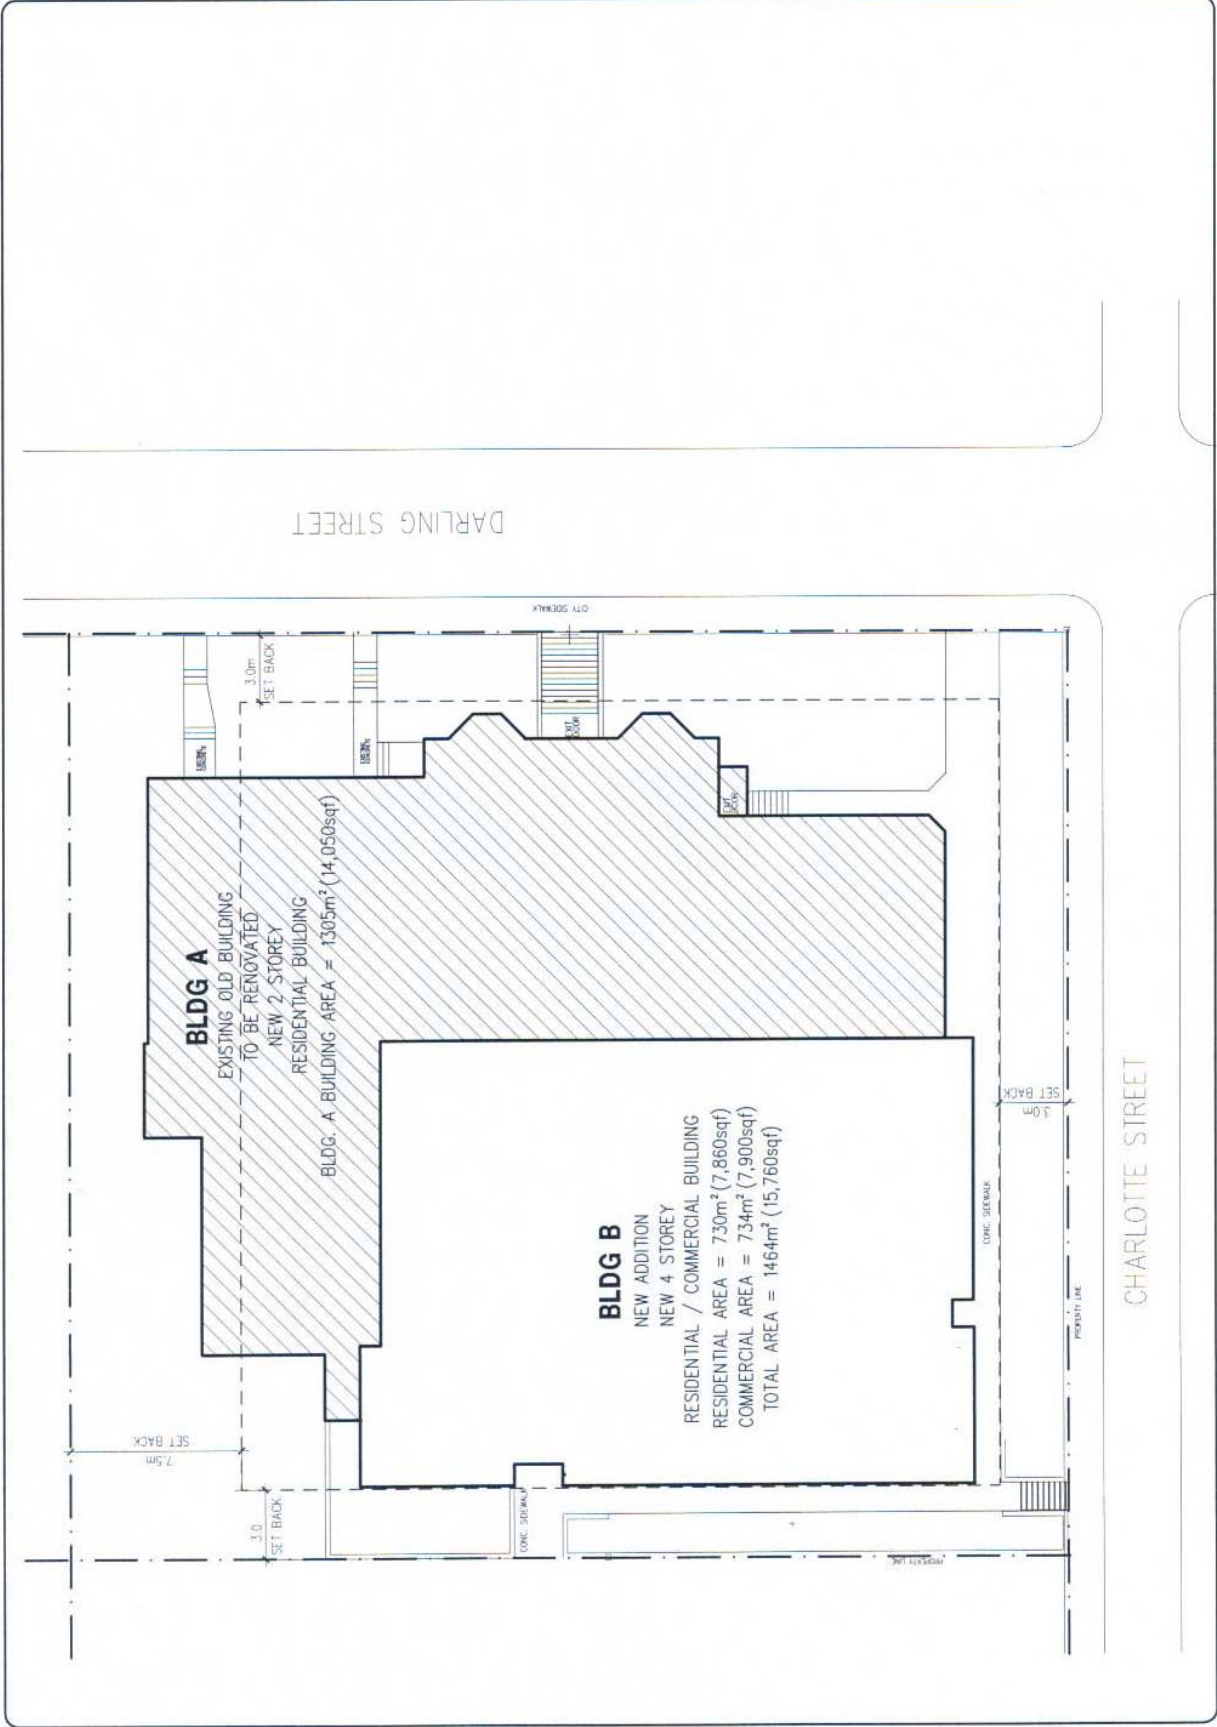 BLDG A
EXISTING OLD BUILDING
TO BE RENOVATED
NEW 2 STOREY
RESIDENTIAL BUILDING
BLDG. A BUILDING AREA = 1305m² (14,050sqf)
BLDG B
NEW ADDITION
NEW 4 STOREY
RESIDENTIAL / COMMERCIAL BUILDING
RESIDENTIAL AREA = 730m² (7,860sqf)
COMMERCIAL AREA = 734m² (7,900sqf)
TOTAL AREA = 1464m² (15,760sqf)
DARLING STREET
CITY SIDEWALK
3.0m
SET BACK
EXISTING
CONCRETE
EXISTING
CONCRETE
EXIT
DOOR
EXIT
DOOR
7.5m
SET BACK
3.0
SET BACK
CONC. SIDEWALK
PROPERTY LINE
3.0m
SET BACK
CONC. SIDEWALK
PROPERTY LINE
CHARLOTTE STREET